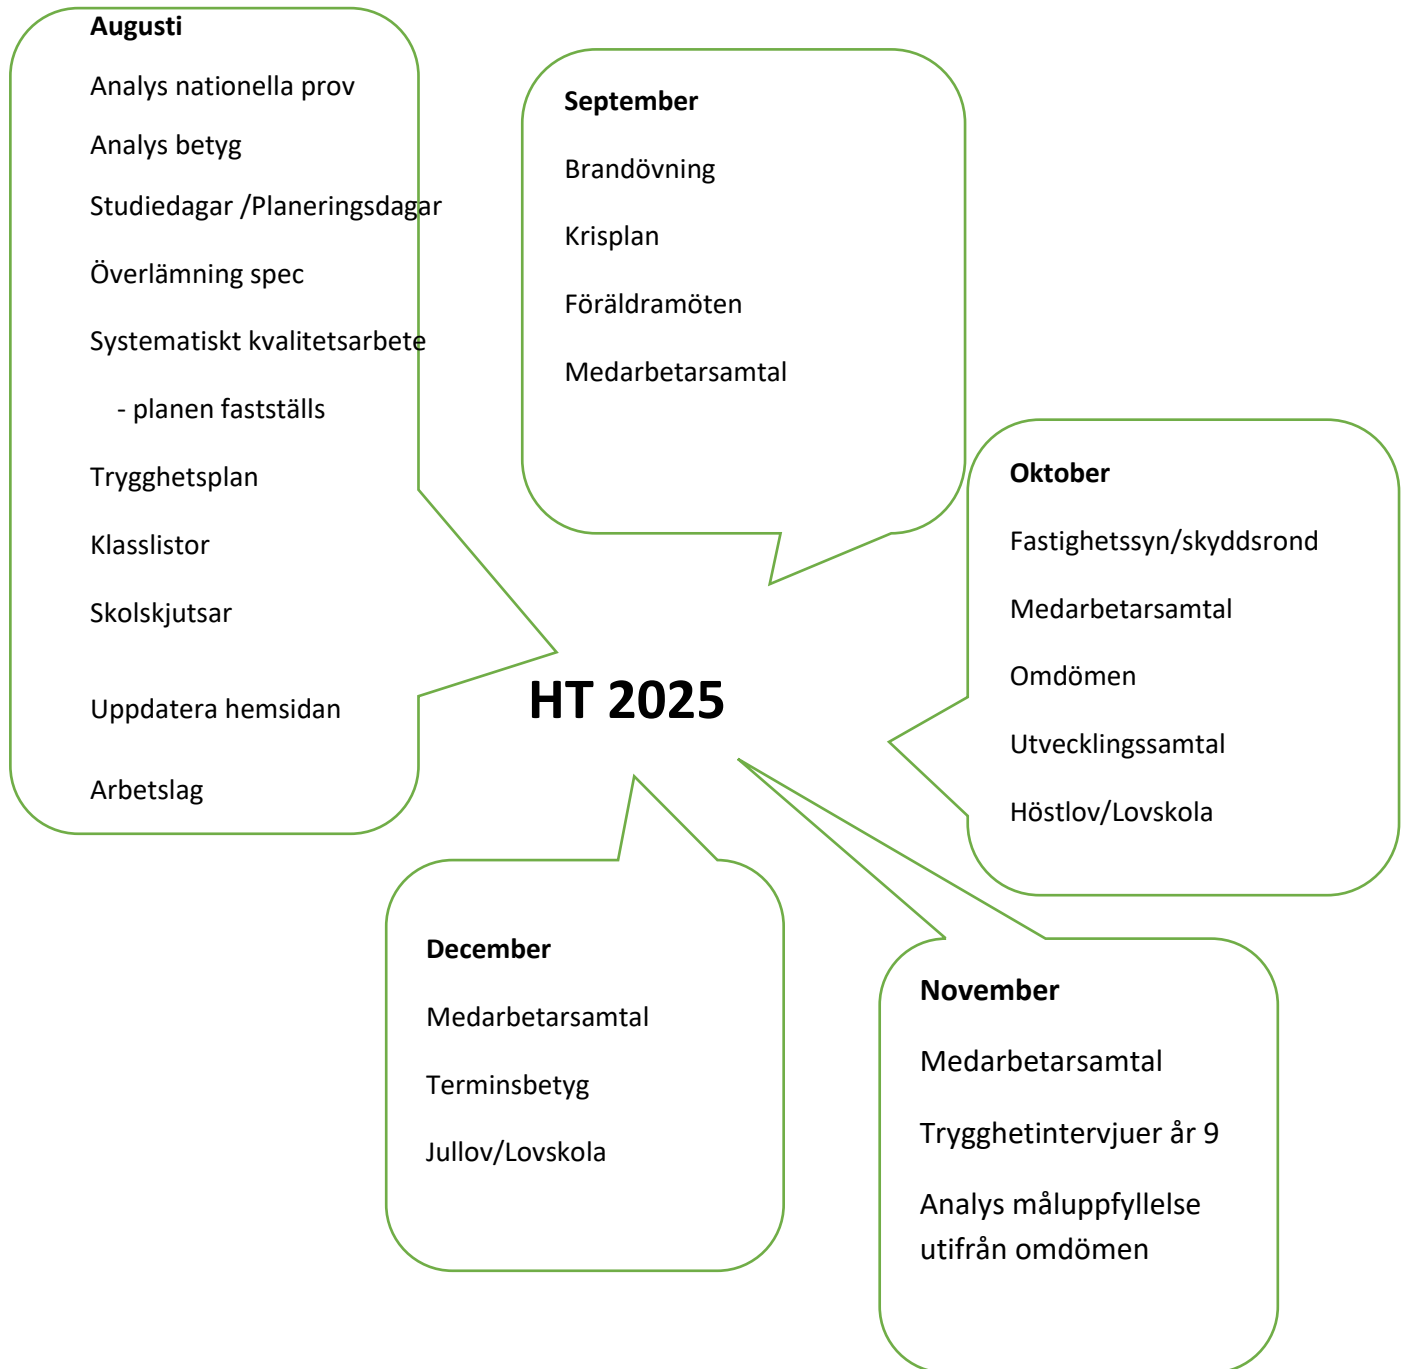 Augusti
Analys nationella prov
Analys betyg
Studiedagar /Planeringsdagar
Överlämning spec
Systematiskt kvalitetsarbete
- planen fastställs
Trygghetsplan
Klasslistor
Skolskjutsar
Uppdatera hemsidan
Arbetslag
September
Brandövning
Krisplan
Föräldramöten
Medarbetarsamtal
Oktober
Fastighetssyn/skyddsrond
Medarbetarsamtal
Omdömen
Utvecklingssamtal
Höstlov/Lovskola
HT 2025
December
Medarbetarsamtal
Terminsbetyg
Jullov/Lovskola
November
Medarbetarsamtal
Trygghetintervjuer år 9
Analys måluppfyllelse
utifrån omdömen